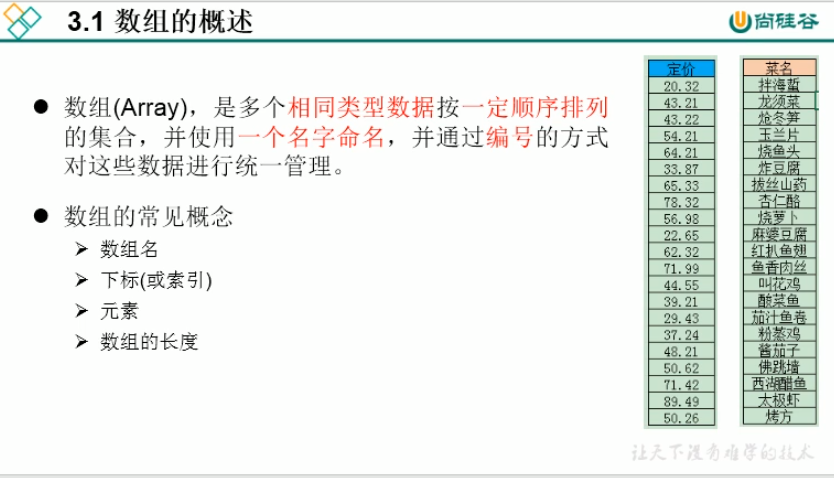 3.1 数组的概述
尚硅谷
数组(Array)，是多个相同类型数据按一定顺序排列
的集合，并使用一个名字命名，并通过编号的方式
对这些数据进行统一管理。
数组的常见概念
数组名
下标(或索引)
元素
数组的长度
定价
20.32
43.21
43.22
54.21
64.21
33.87
65.33
78.32
56.98
22.65
62.32
71.99
44.55
39.21
29.43
37.24
48.21
50.62
71.42
89.49
50.26
菜名
拌海蜇
龙须菜
炝冬笋
玉兰片
烧鱼头
炸豆腐
拔丝山药
杏仁酪
烧萝卜
麻婆豆腐
红扒鱼翅
鱼香肉丝
叫花鸡
酸菜鱼
茄汁鱼卷
粉蒸鸡
酱茄子
佛跳墙
西湖醋鱼
太极虾
烤方
让天下没有难学的技术